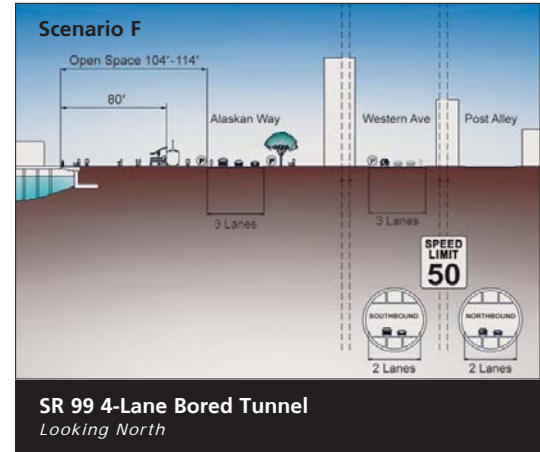 Scenario F
Open Space 104'-114'
80'
Alaskan Way
Western Ave
Post Alley
P
P
P
3 Lanes
3 Lanes
SPEED
LIMIT
50
SOUTHBOUND
NORTHBOUND
2 Lanes
2 Lanes
SR 99 4-Lane Bored Tunnel
Looking North